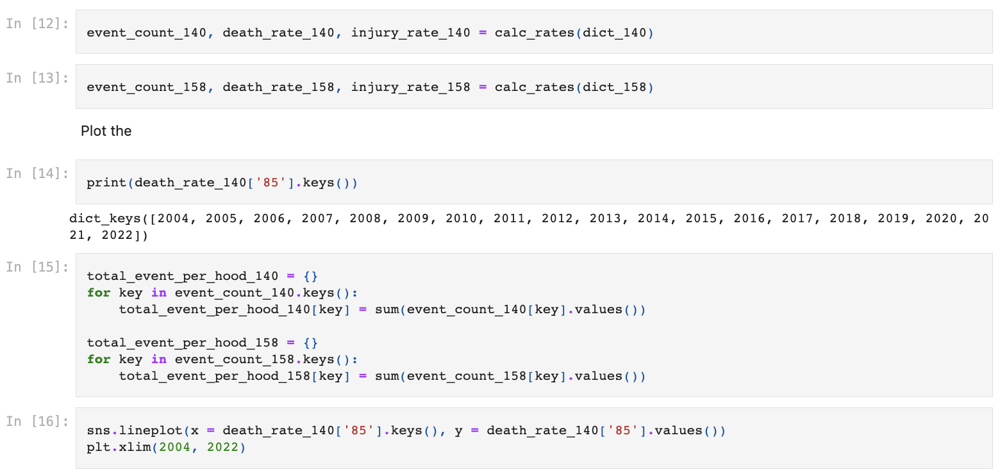 In [12]:
event_count_140, death_rate_140, injury_rate_140 = calc_rates(dict_140)
In [13]:
event_count_158, death_rate_158, injury_rate_158 = calc_rates(dict_158)
Plot the
In [14]:
print(death_rate_140['85'].keys())
dict_keys([2004, 2005, 2006, 2007, 2008, 2009, 2010, 2011, 2012, 2013, 2014, 2015, 2016, 2017, 2018, 2019, 2020, 20
21, 2022])
In [15]:
total_event_per_hood_140 = {}
for key in event_count_140.keys():
    total_event_per_hood_140[key] = sum(event_count_140[key].values())
total_event_per_hood_158 = {}
for key in event_count_158.keys():
    total_event_per_hood_158[key] = sum(event_count_158[key].values())
In [16]:
sns.lineplot(x = death_rate_140['85'].keys(), y = death_rate_140['85'].values())
plt.xlim(2004, 2022)